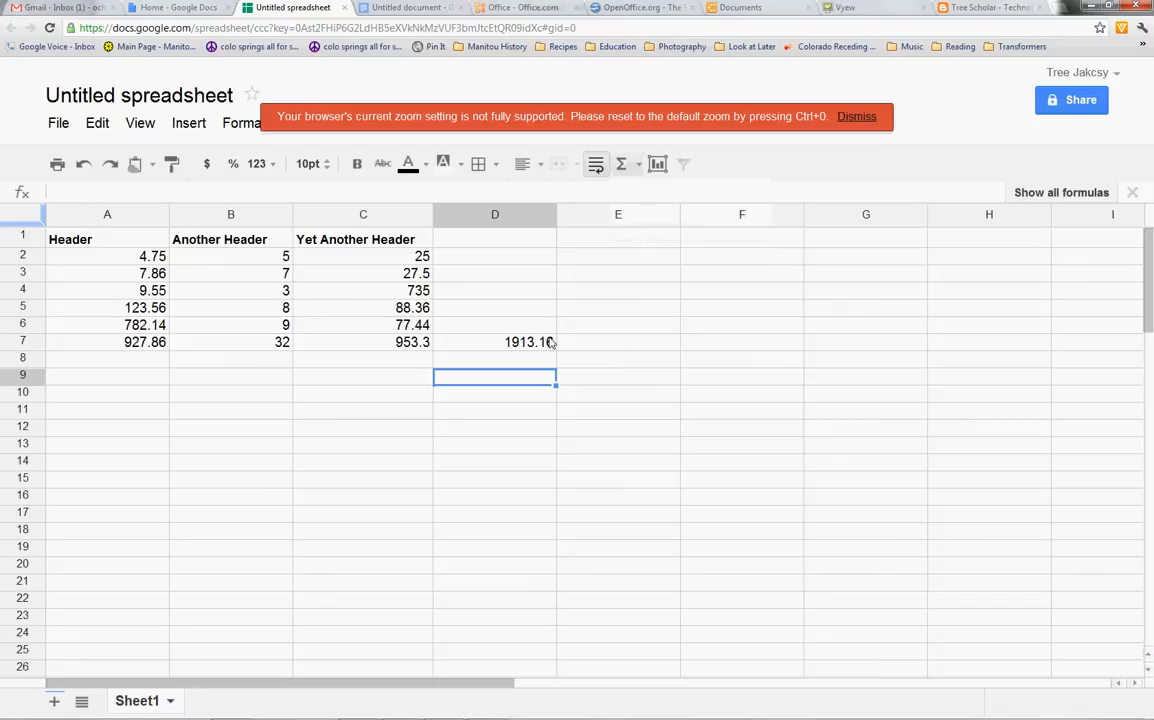 Gmail - Inbox (1) - och
Home - Google Docs
Untitled spreadsheet
Untitled document - G
Office - Office.com
OpenOffice.org - The
Documents
Vyew
Tree Scholar - Technol
https://docs.google.com/spreadsheet/ccc?key=0Ast2FHiP6G2LdHB5eXVkNkMzVUF3bmJtcEtQR09idXc#gid=0
Google Voice - Inbox
Main Page - Manito...
colo springs all for s...
colo springs all for s...
Pin It
Manitou History
Recipes
Education
Photography
Look at Later
Colorado Receding ...
Music
Reading
Transformers
Tree Jakcsy
Untitled spreadsheet
Share
File Edit View Insert Forma
Your browser's current zoom setting is not fully supported. Please reset to the default zoom by pressing Ctrl+0. Dismiss
$ % 123 10pt B Abc A A Σ
fx Show all formulas
A B C D E F G H I
1 Header Another Header Yet Another Header
2 4.75 5 25
3 7.86 7 27.5
4 9.55 3 735
5 123.56 8 88.36
6 782.14 9 77.44
7 927.86 32 953.3
8
9
10
11
12
13
14
15
16
17
18
19
20
21
22
23
24
25
26
+ Sheet1